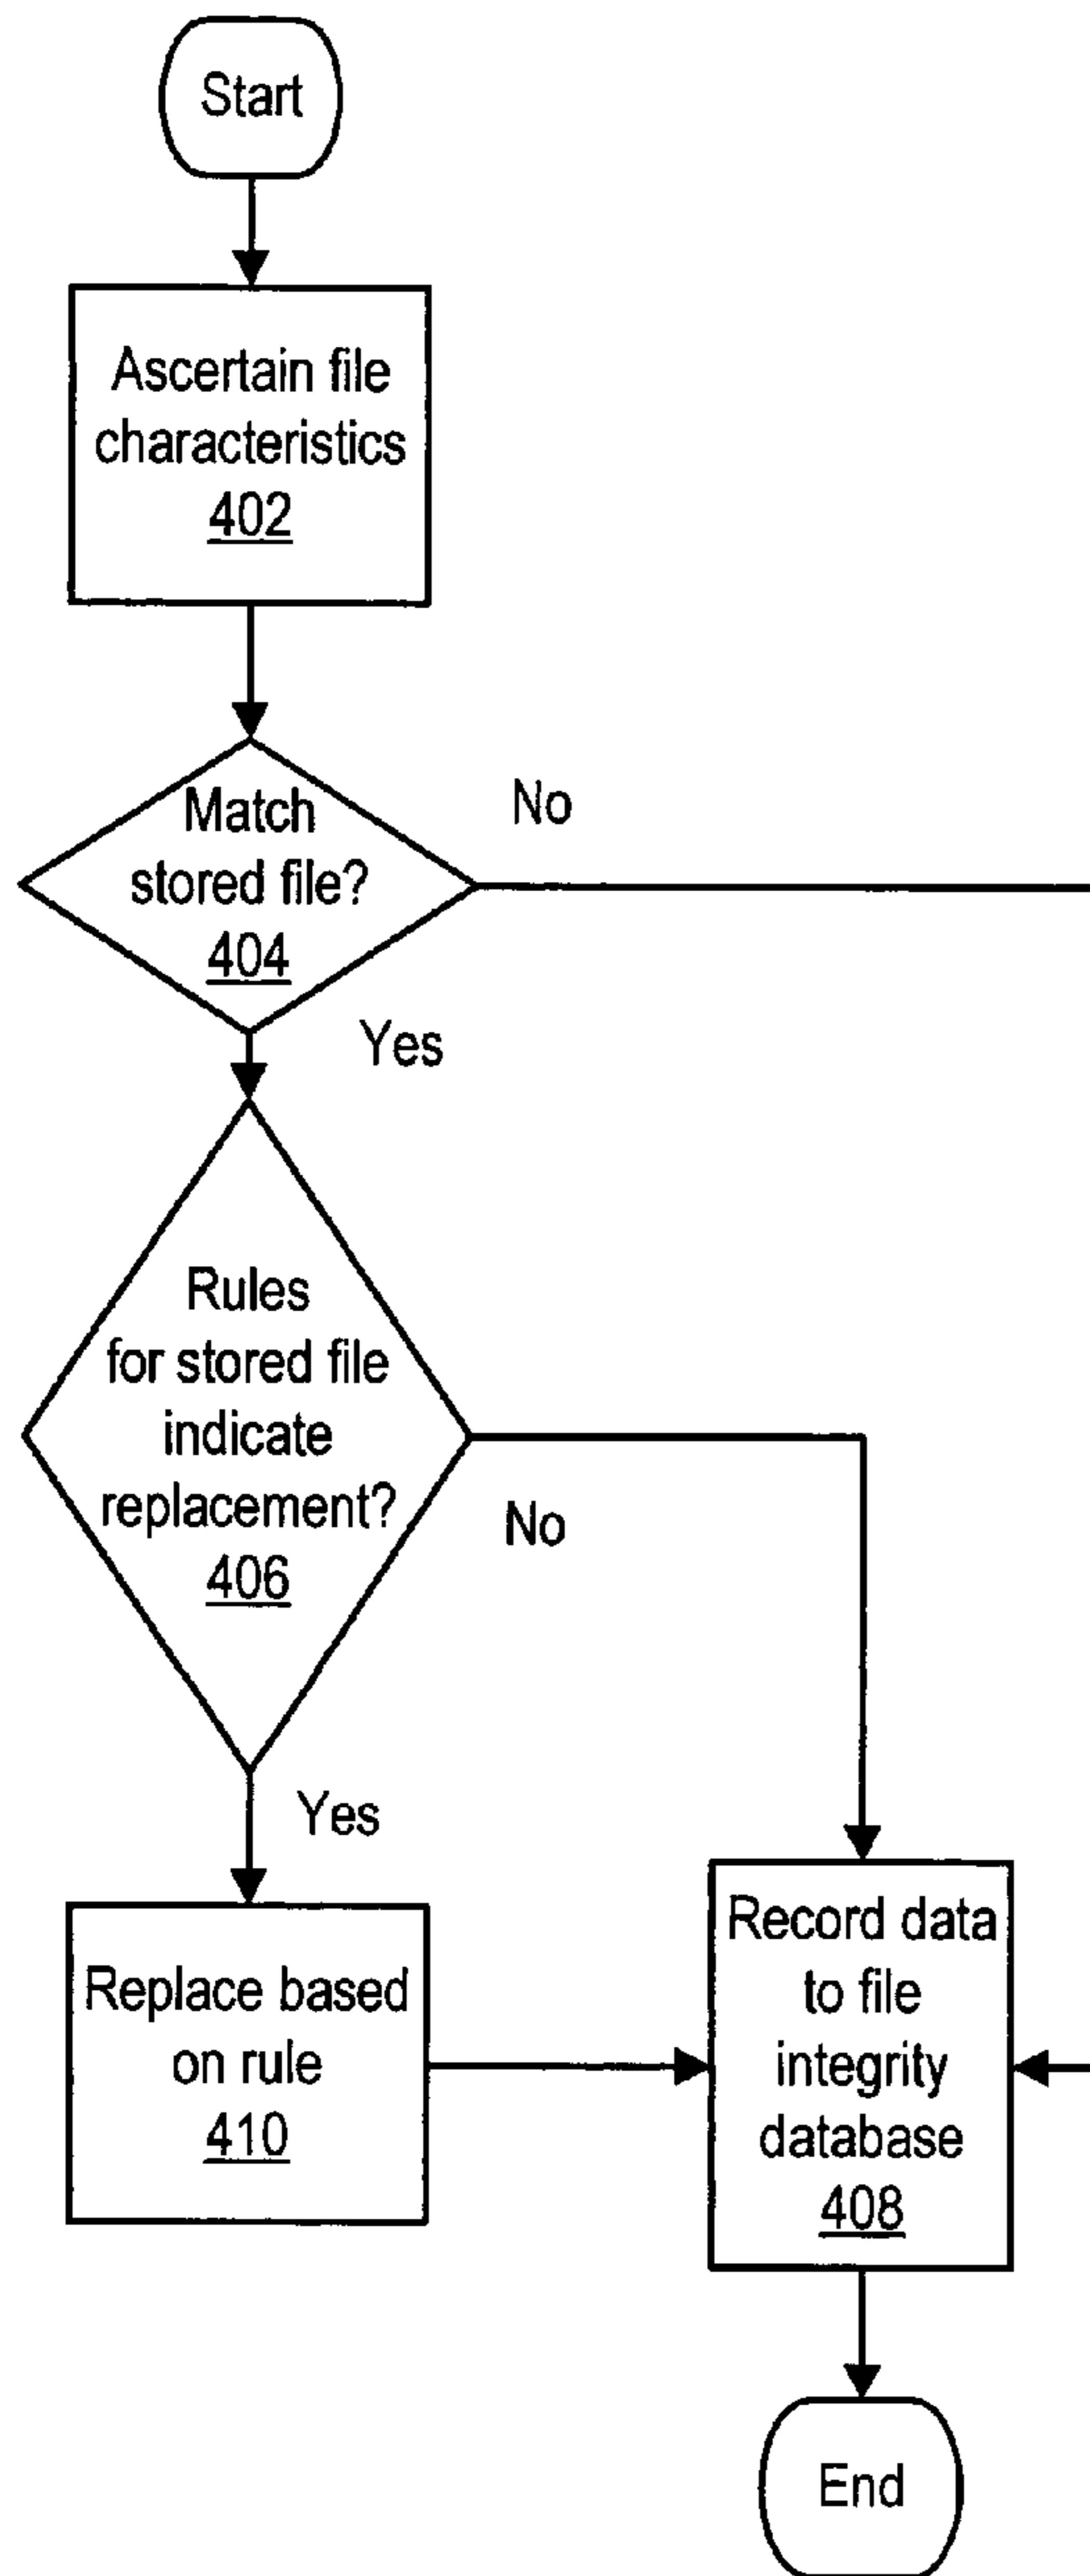 Start
Ascertain file
characteristics
402
Match
stored file?
404
No
Yes
Rules
for stored file
indicate
replacement?
406
No
Yes
Replace based
on rule
410
Record data
to file
integrity
database
408
End